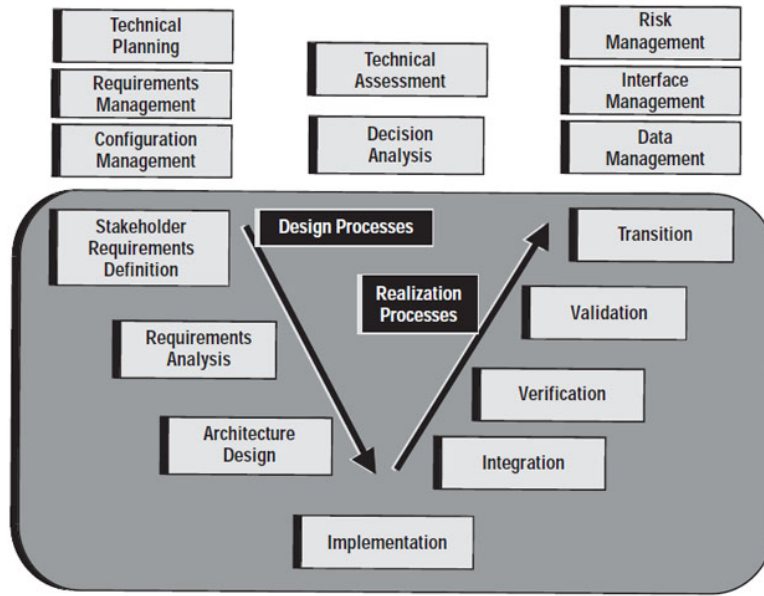 Technical
Planning
Requirements
Management
Configuration
Management
Technical
Assessment
Decision
Analysis
Risk
Management
Interface
Management
Data
Management
Stakeholder
Requirements
Definition
Design Processes
Realization
Processes
Transition
Validation
Requirements
Analysis
Verification
Architecture
Design
Integration
Implementation